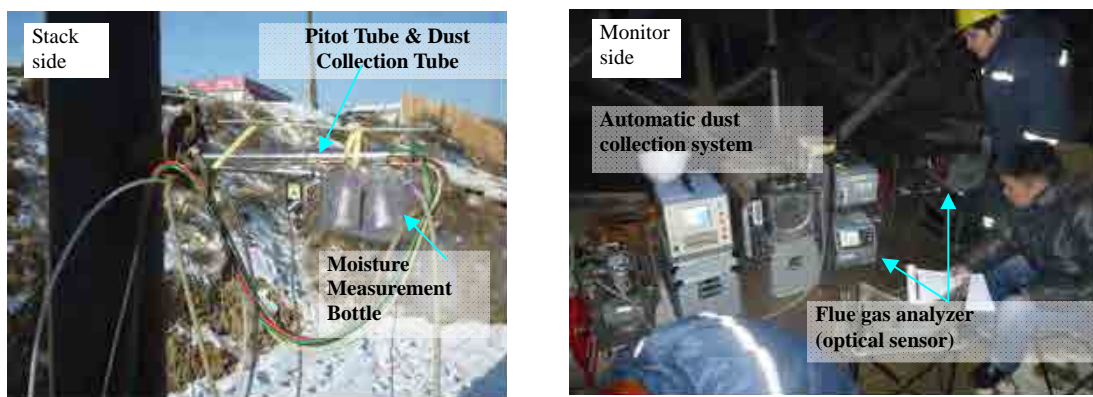 Stack
side
Pitot Tube & Dust
Collection Tube
Moisture
Measurement
Bottle
Monitor
side
Automatic dust
collection system
Flue gas analyzer
(optical sensor)